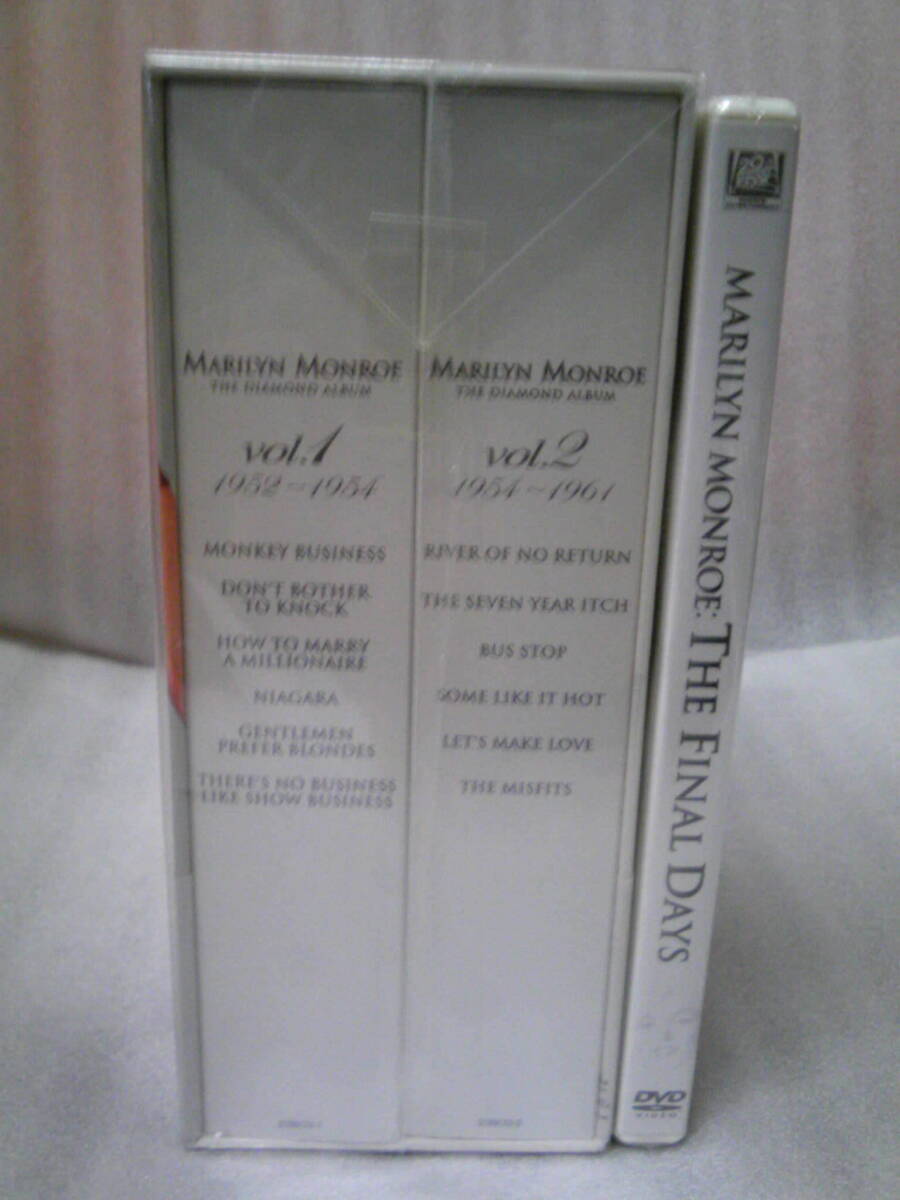 MARILYN MONROE
THE DIAMOND ALBUM
vol.1
1952~1954
MONKEY BUSINESS
DON'T BOTHER
TO KNOCK
HOW TO MARRY
A MILLIONAIRE
NIAGARA
GENTLEMEN
PREFER BLONDES
THERE'S NO BUSINESS
LIKE SHOW BUSINESS
MARILYN MONROE
THE DIAMOND ALBUM
vol.2
1954~1961
RIVER OF NO RETURN
THE SEVEN YEAR ITCH
BUS STOP
SOME LIKE IT HOT
LET'S MAKE LOVE
THE MISFITS
MARILYN MONROE: THE FINAL DAYS
DVD
VIDEO